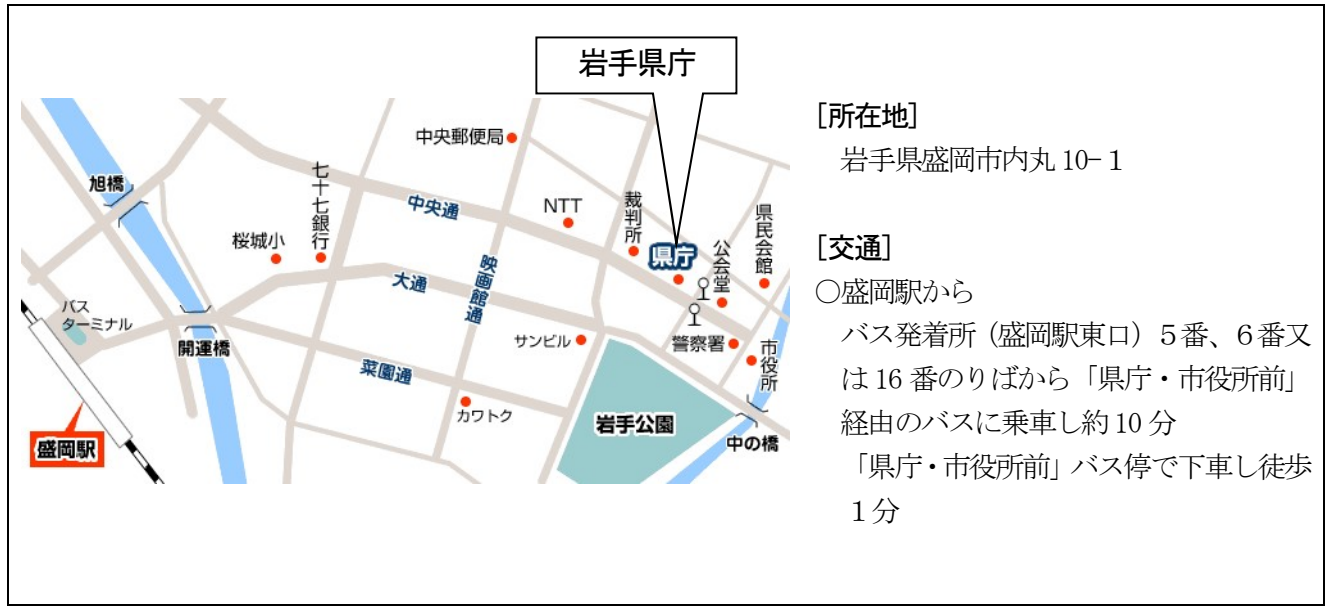 岩手県庁
中央郵便局
旭橋
七十七銀行
中央通
NTT
裁判所
県民会館
桜城小
県庁
公会堂
大通
映画館通
バス
ターミナル
開運橋
サンビル
警察署
市役所
菜園通
カワトク
岩手公園
盛岡駅
中の橋
[所在地]
岩手県盛岡市内丸 10-1
[交通]
○盛岡駅から
バス発着所（盛岡駅東口）５番、６番又
は 16 番のりばから「県庁・市役所前」
経由のバスに乗車し約 10 分
「県庁・市役所前」バス停で下車し徒歩
１分